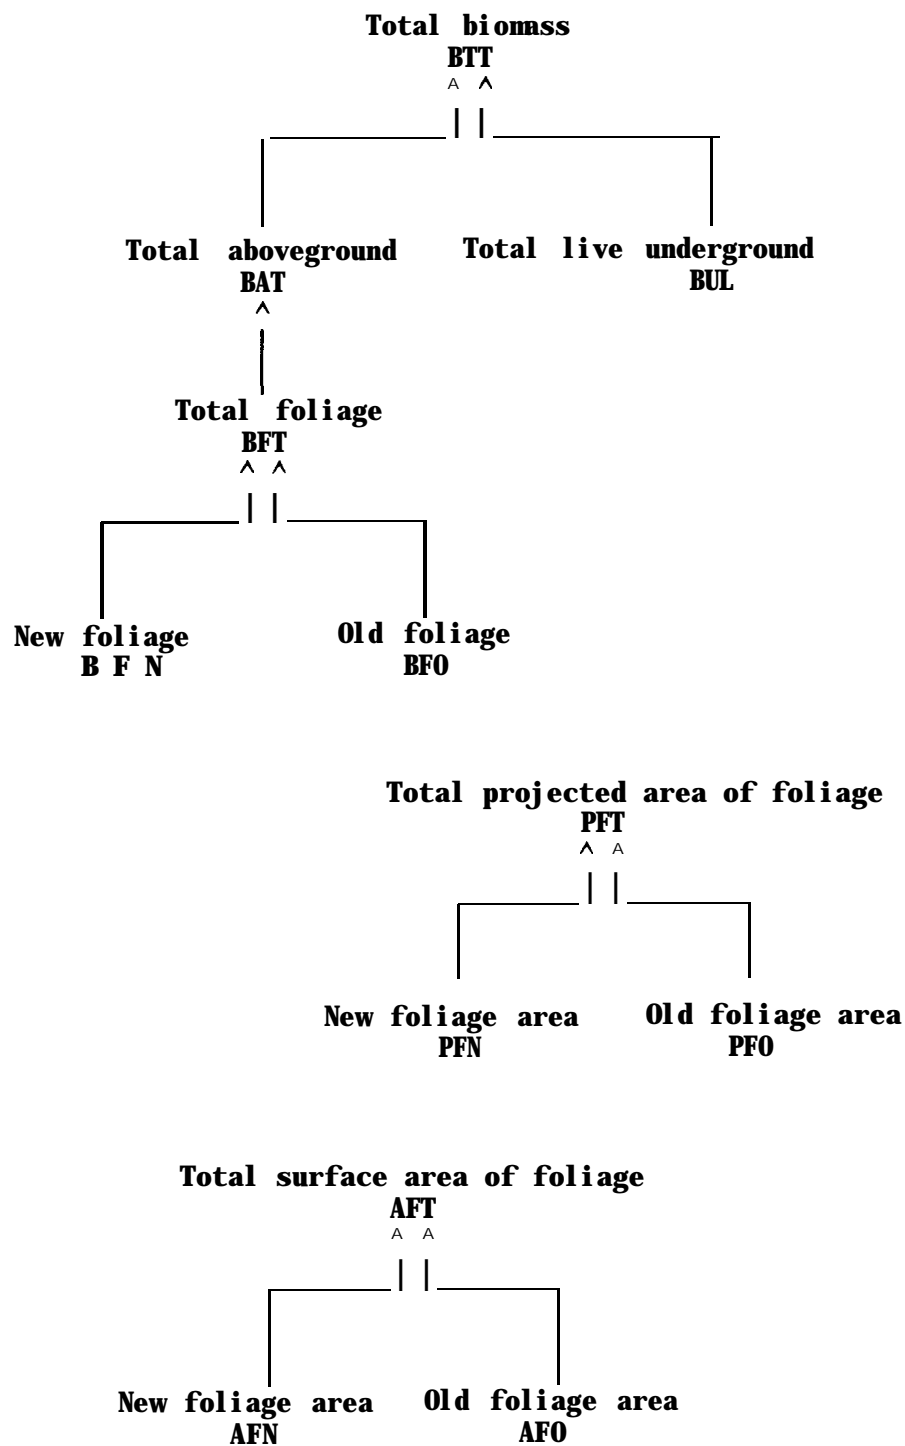 Total biomass
BTT
Total aboveground
BAT
Total live underground
BUL
Total foliage
BFT
New foliage
B F N
Old foliage
BFO
Total projected area of foliage
PFT
New foliage area
PFN
Old foliage area
PFO
Total surface area of foliage
AFT
New foliage area
AFN
Old foliage area
AFO